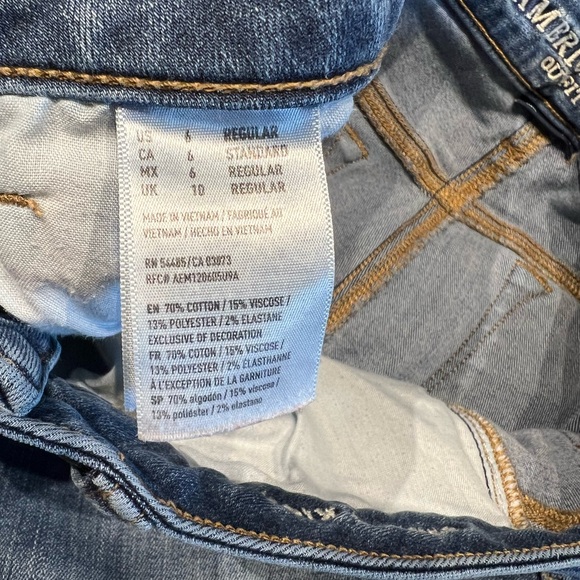 US 6 REGULAR
CA 6 STANDARD
MX 6 REGULAR
UK 10 REGULAR
MADE IN VIETNAM / FABRIQUE AU
VIETNAM / HECHO EN VIETNAM
RN 54485/CA 03073
RFC# AEM120605U9A
EN 70% COTTON / 15% VISCOSE /
13% POLYESTER / 2% ELASTANE
EXCLUSIVE OF DECORATION
FR 70% COTON / 15% VISCOSE /
13% POLYESTER / 2% ÉLASTHANNE
À L'EXCEPTION DE LA GARNITURE
SP 70% algodón / 15% viscosa /
13% poliéster / 2% elastano
AMERI
OUTFI